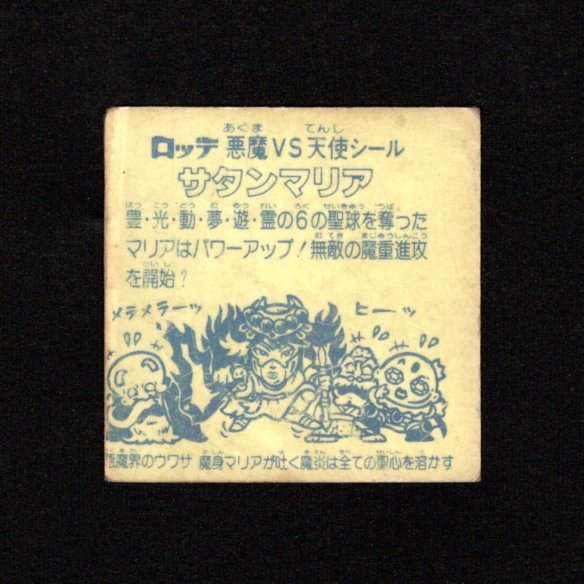 ロッテ 悪魔VS天使シール
サタンマリア
豊・光・動・夢・遊・霊の6の聖球を奪った
マリアはパワーアップ!無敵の魔重進攻
を開始?
メラメラーッ
ヒーッ
悪魔界のウワサ 魔身マリアが吐く魔炎は全ての聖心を溶かす